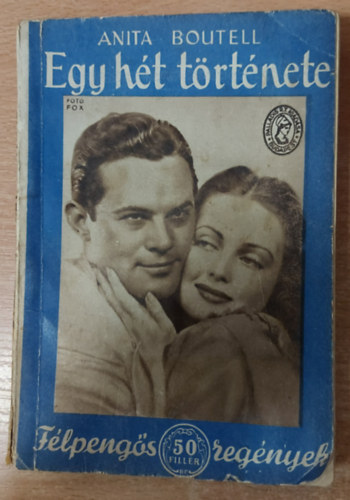 ANITA BOUTELL
Egy hét története
FOTO
FOX
Félpengős
50
FILLÉR
regények